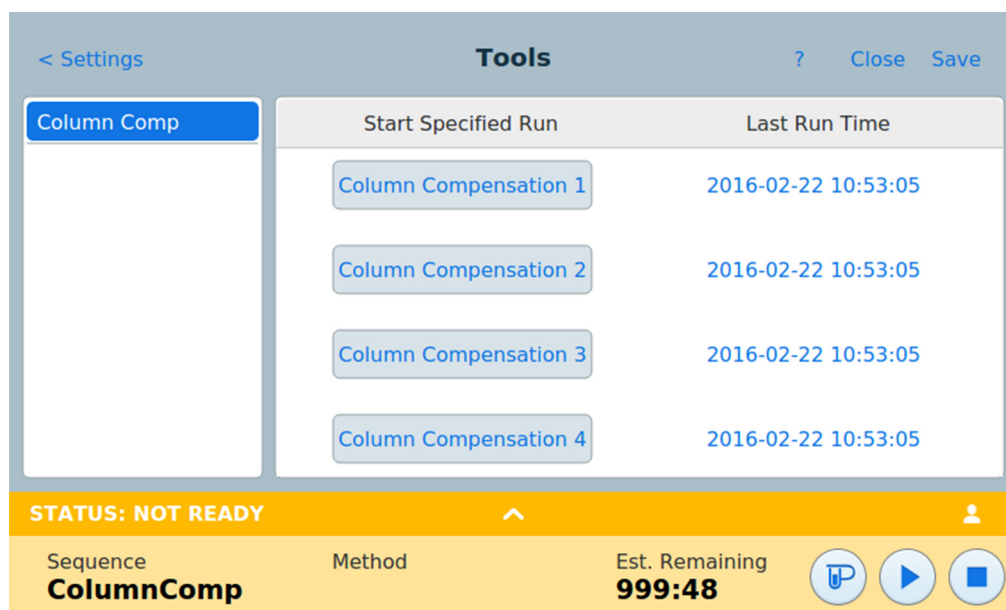 < Settings Tools ? Close Save
Column Comp
Start Specified Run Last Run Time
Column Compensation 1 2016-02-22 10:53:05
Column Compensation 2 2016-02-22 10:53:05
Column Compensation 3 2016-02-22 10:53:05
Column Compensation 4 2016-02-22 10:53:05
STATUS: NOT READY
Sequence Method Est. Remaining
ColumnComp 999:48